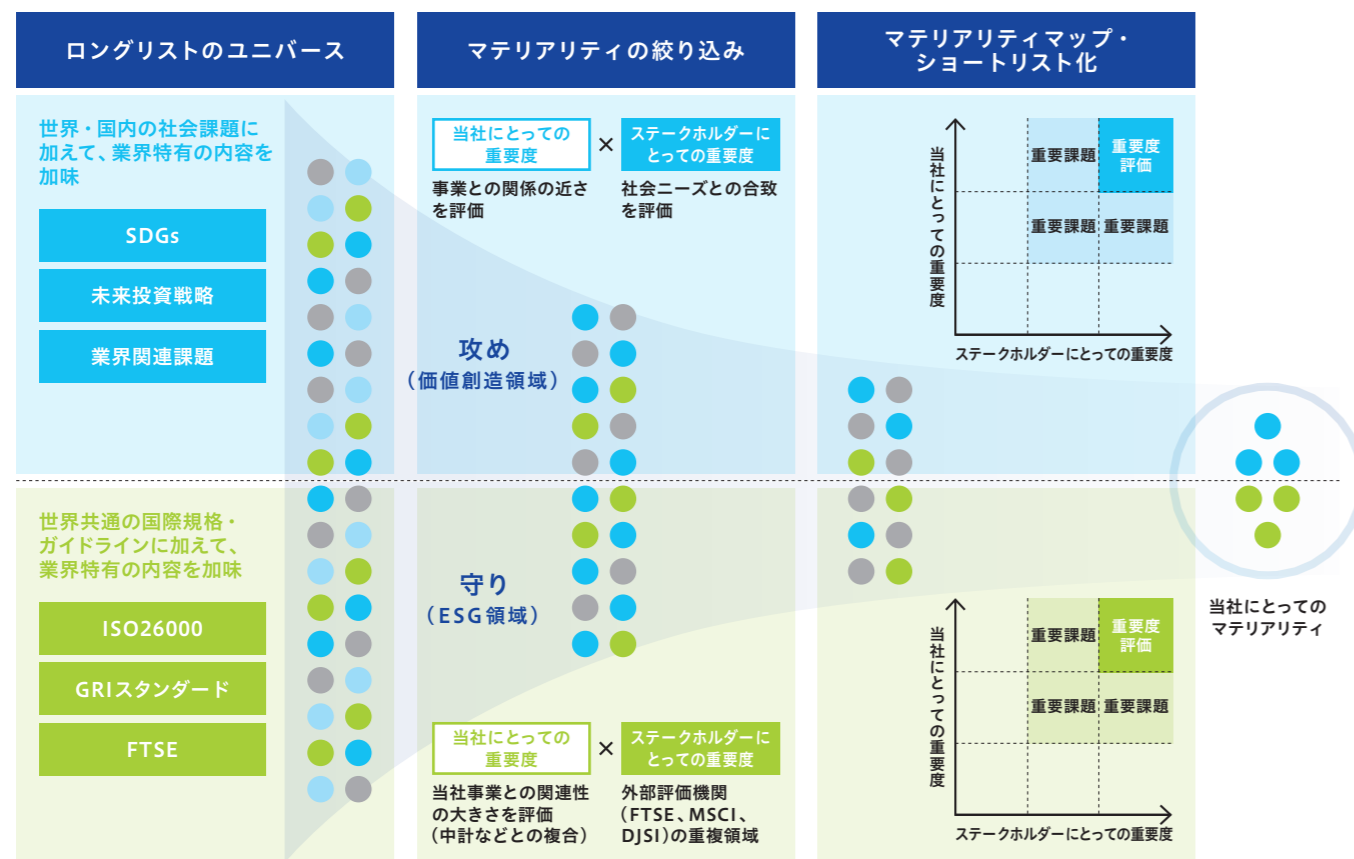 ロングリストのユニバース
マテリアリティの絞り込み
マテリアリティマップ・
ショートリスト化
世界・国内の社会課題に
加えて、業界特有の内容を
加味
SDGs
未来投資戦略
業界関連課題
当社にとっての
重要度
×
ステークホルダーに
とっての重要度
事業との関係の近さ
を評価
社会ニーズとの合致
を評価
攻め
（価値創造領域）
当社にとっての重要度
重要課題
重要度
評価
重要課題
重要課題
ステークホルダーにとっての重要度
世界共通の国際規格・
ガイドラインに加えて、
業界特有の内容を加味
ISO26000
GRIスタンダード
FTSE
守り
（ESG領域）
当社にとっての
重要度
×
ステークホルダーに
とっての重要度
当社事業との関連性
の大きさを評価
（中計などとの複合）
外部評価機関
（FTSE、MSCI、
DJSI）の重複領域
当社にとっての重要度
重要課題
重要度
評価
重要課題
重要課題
ステークホルダーにとっての重要度
当社にとっての
マテリアリティ